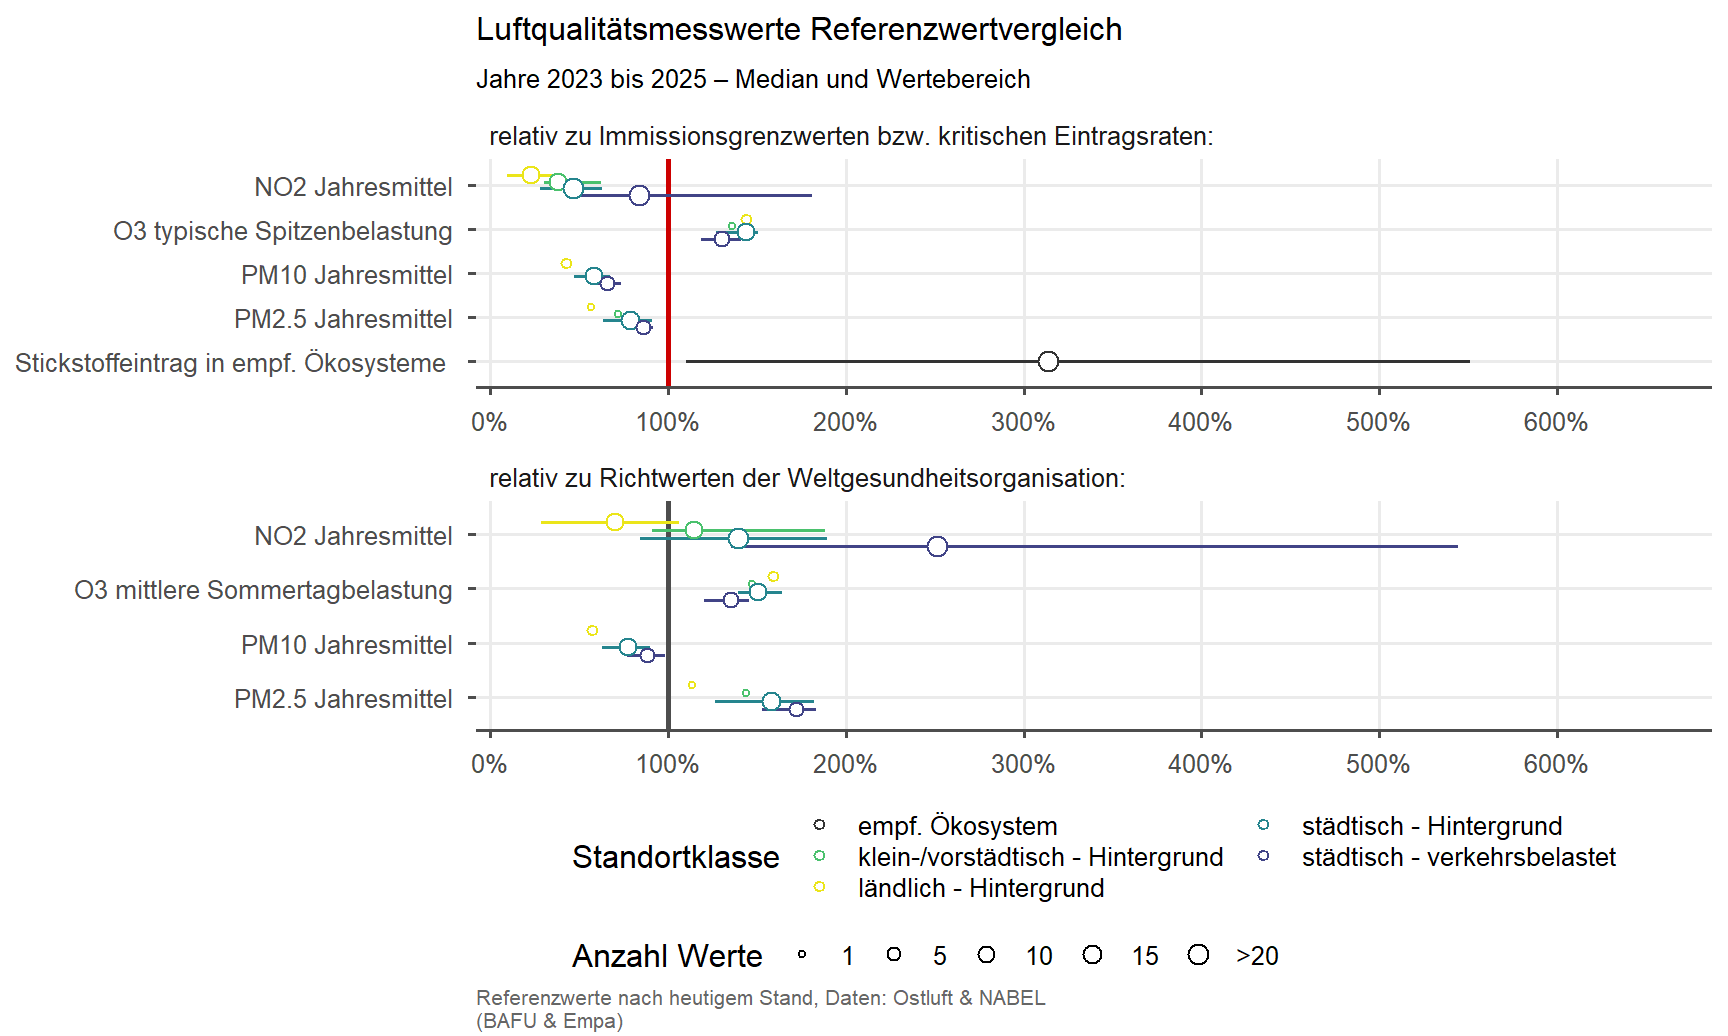 Luftqualitätsmesswerte Referenzwertvergleich
Jahre 2023 bis 2025 – Median und Wertebereich
relativ zu Immissionsgrenzwerten bzw. kritischen Eintragsraten:
NO2 Jahresmittel
O3 typische Spitzenbelastung
PM10 Jahresmittel
PM2.5 Jahresmittel
Stickstoffeintrag in empf. Ökosysteme
0% 100% 200% 300% 400% 500% 600%
relativ zu Richtwerten der Weltgesundheitsorganisation:
NO2 Jahresmittel
O3 mittlere Sommertagbelastung
PM10 Jahresmittel
PM2.5 Jahresmittel
0% 100% 200% 300% 400% 500% 600%
Standortklasse
empf. Ökosystem
klein-/vorstädtisch - Hintergrund
ländlich - Hintergrund
städtisch - Hintergrund
städtisch - verkehrsbelastet
Anzahl Werte 1 5 10 15 >20
Referenzwerte nach heutigem Stand, Daten: Ostluft & NABEL
(BAFU & Empa)